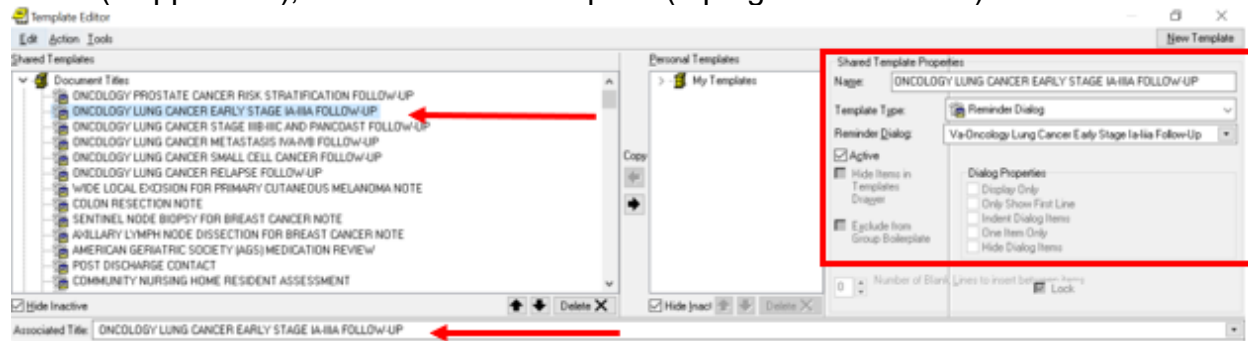 Template Editor
Edit Action Tools
New Template
Shared Templates
Document Titles
ONCOLOGY PROSTATE CANCER RISK STRATIFICATION FOLLOW-UP
ONCOLOGY LUNG CANCER EARLY STAGE IA-IIIA FOLLOW-UP
ONCOLOGY LUNG CANCER STAGE IIIB-IIIC AND PANCOAST FOLLOW-UP
ONCOLOGY LUNG CANCER METASTASIS IVA-IVB FOLLOW-UP
ONCOLOGY LUNG CANCER SMALL CELL CANCER FOLLOW-UP
ONCOLOGY LUNG CANCER RELAPSE FOLLOW-UP
WIDE LOCAL EXCISION FOR PRIMARY CUTANEOUS MELANOMA NOTE
COLON RESECTION NOTE
SENTINEL NODE BIOPSY FOR BREAST CANCER NOTE
AXILLARY LYMPH NODE DISSECTION FOR BREAST CANCER NOTE
AMERICAN GERIATRIC SOCIETY (AGS) MEDICATION REVIEW
POST DISCHARGE CONTACT
COMMUNITY NURSING HOME RESIDENT ASSESSMENT
Hide Inactive
Delete
Copy
Personal Templates
My Templates
Hide Inact
Delete
Shared Template Properties
Name: ONCOLOGY LUNG CANCER EARLY STAGE IA-IIIA FOLLOW-UP
Template Type: Reminder Dialog
Reminder Dialog: Va-Oncology Lung Cancer Early Stage Ia-Iiia Follow-Up
Active
Hide Items in
Templates
Drawer
Exclude from
Group Boilerplate
Dialog Properties
Display Only
Only Show First Line
Indent Dialog Items
One Item Only
Hide Dialog Items
0 Number of Blank Lines to insert between items
Lock
Associated Title: ONCOLOGY LUNG CANCER EARLY STAGE IA-IIIA FOLLOW-UP